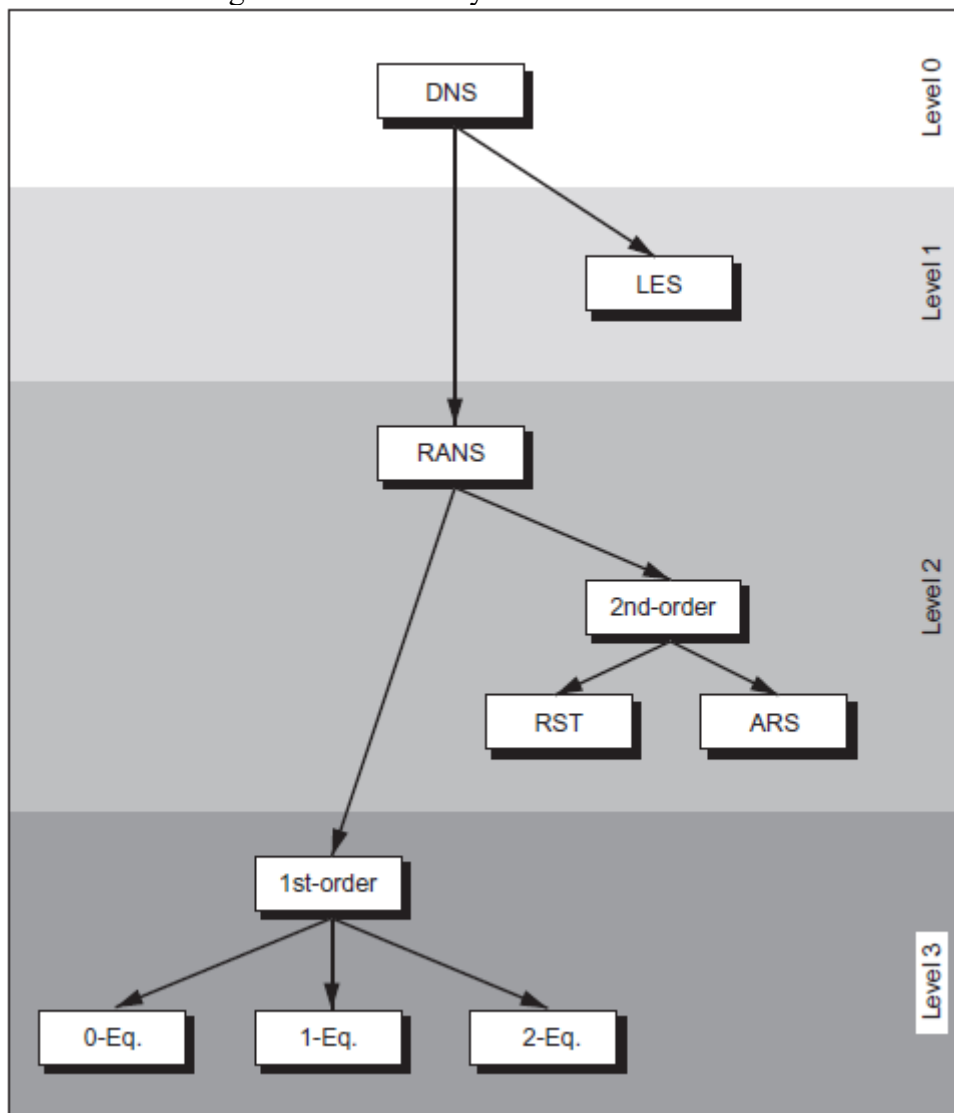 DNS
Level 0
LES
Level 1
RANS
2nd-order
Level 2
RST
ARS
1st-order
Level 3
0-Eq.
1-Eq.
2-Eq.